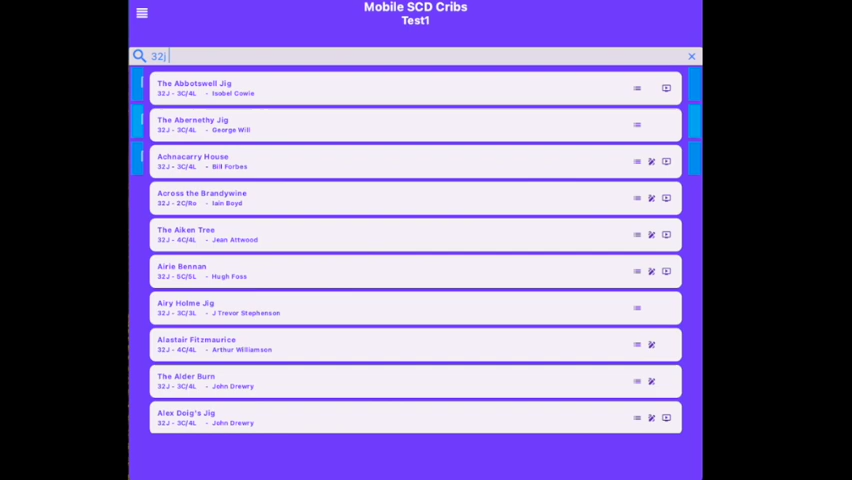 Mobile SCD Cribs
Test1
32j
The Abbotswell Jig
32J - 3C/4L - Isobel Cowie
The Abernethy Jig
32J - 3C/4L - George Will
Achnacarry House
32J - 3C/4L - Bill Forbes
Across the Brandywine
32J - 2C/Ro - Iain Boyd
The Aiken Tree
32J - 4C/4L - Jean Attwood
Airie Bennan
32J - 5C/5L - Hugh Foss
Airy Holme Jig
32J - 3C/3L - J Trevor Stephenson
Alastair Fitzmaurice
32J - 4C/4L - Arthur Williamson
The Alder Burn
32J - 3C/4L - John Drewry
Alex Doig's Jig
32J - 3C/4L - John Drewry